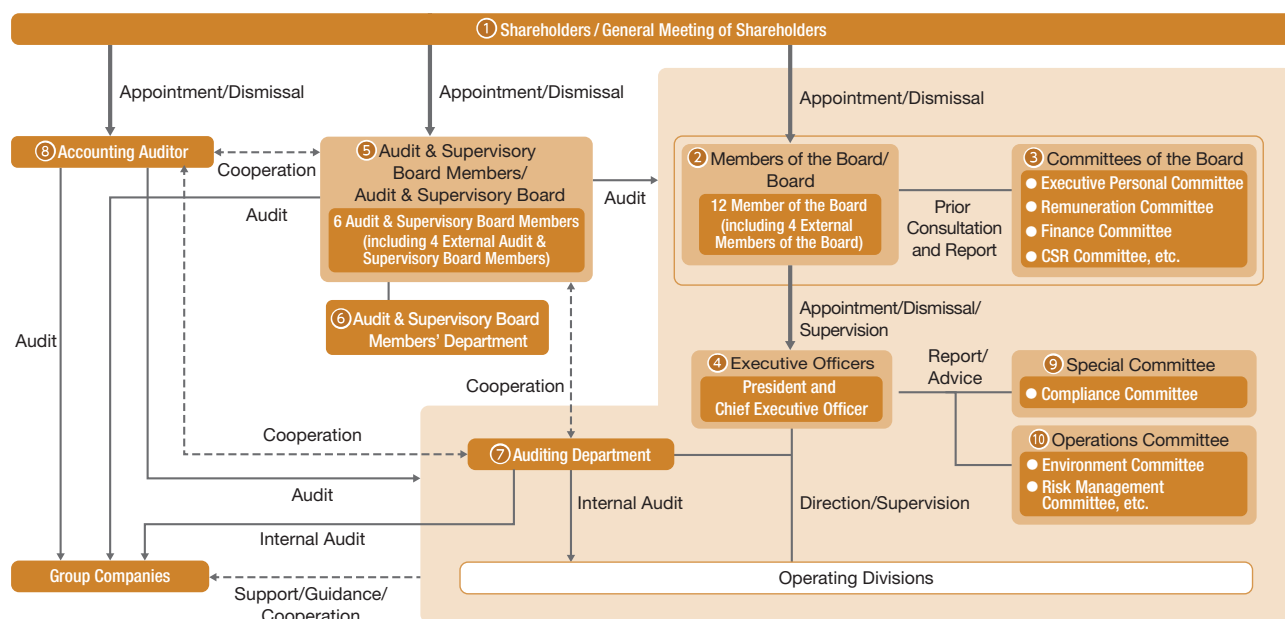 ① Shareholders / General Meeting of Shareholders
Appointment/Dismissal
Appointment/Dismissal
Appointment/Dismissal
⑧ Accounting Auditor
Cooperation
⑤ Audit & Supervisory
Board Members/
Audit & Supervisory Board
6 Audit & Supervisory Board Members
(including 4 External Audit &
Supervisory Board Members)
Audit
Audit
② Members of the Board/
Board
12 Member of the Board
(including 4 External
Members of the Board)
Prior
Consultation
and Report
③ Committees of the Board
● Executive Personal Committee
● Remuneration Committee
● Finance Committee
● CSR Committee, etc.
⑥ Audit & Supervisory Board
Members' Department
Appointment/Dismissal/
Supervision
Audit
Cooperation
④ Executive Officers
President and
Chief Executive Officer
Report/
Advice
⑨ Special Committee
● Compliance Committee
Cooperation
⑦ Auditing Department
⑩ Operations Committee
● Environment Committee
● Risk Management
Committee, etc.
Audit
Internal Audit
Direction/Supervision
Internal Audit
Group Companies
Operating Divisions
Support/Guidance/
Cooperation